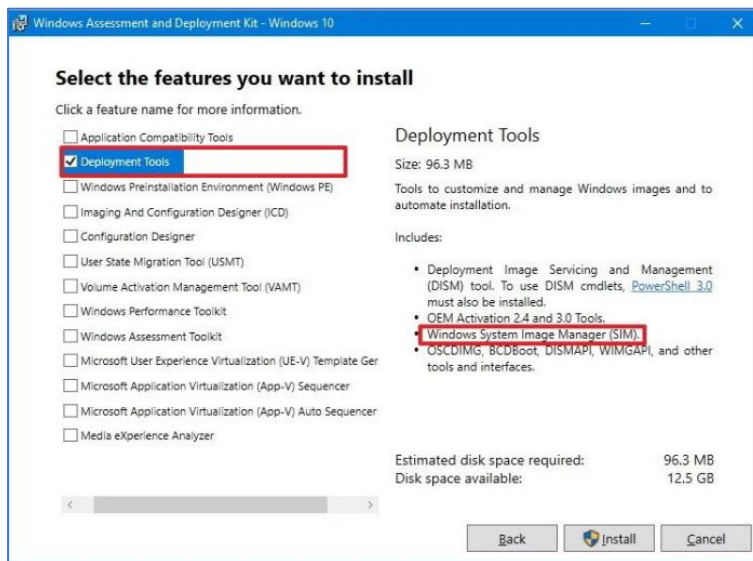 Windows Assessment and Deployment Kit - Windows 10
Select the features you want to install
Click a feature name for more information.
Application Compatibility Tools
Deployment Tools
Windows Preinstallation Environment (Windows PE)
Imaging And Configuration Designer (ICD)
Configuration Designer
User State Migration Tool (USMT)
Volume Activation Management Tool (VAMT)
Windows Performance Toolkit
Windows Assessment Toolkit
Microsoft User Experience Virtualization (UE-V) Template Ger
Microsoft Application Virtualization (App-V) Sequencer
Microsoft Application Virtualization (App-V) Auto Sequencer
Media eXperience Analyzer
Deployment Tools
Size: 96.3 MB
Tools to customize and manage Windows images and to
automate installation.
Includes:
• Deployment Image Servicing and Management
(DISM) tool. To use DISM cmdlets, PowerShell 3.0
must also be installed.
• OEM Activation 2.4 and 3.0 Tools.
• Windows System Image Manager (SIM).
• OSCDIMG, BCDBoot, DISMAPI, WIMGAPI, and other
tools and interfaces.
Estimated disk space required: 96.3 MB
Disk space available: 12.5 GB
Back Install Cancel